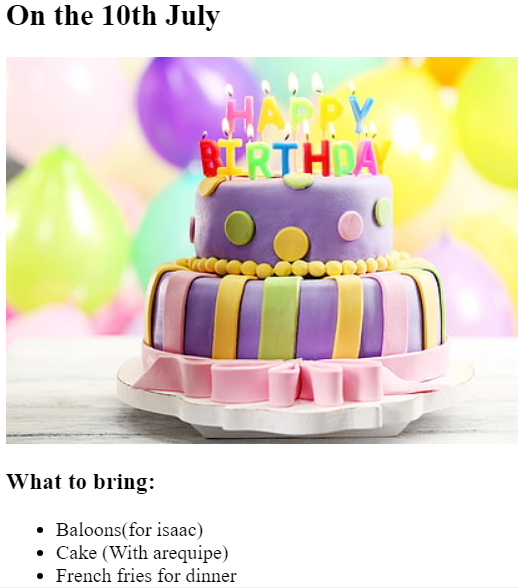 On the 10th July
HAPPY
BIRTHDAY
What to bring:
Baloons(for isaac)
Cake (With arequipe)
French fries for dinner